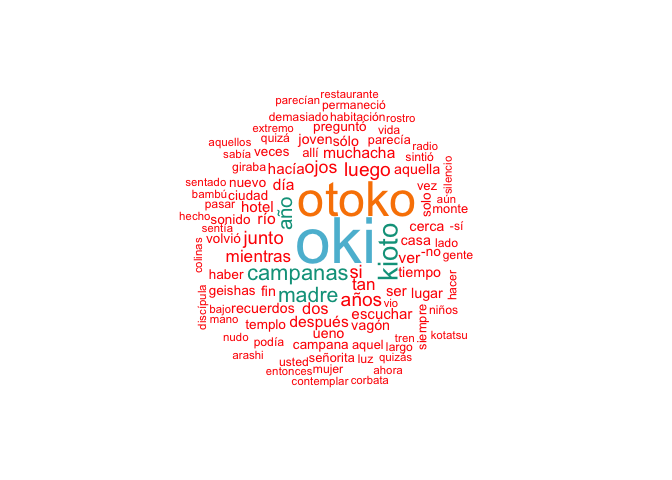 restaurante
parecían
permaneció
demasiado habitación rostro
extremo
preguntó
vida
quizá
joven sólo
parecía
radio
aquellos
sabía
veces
allí
muchacha
sintió
silencio
giraba
hacía
ojos
luego
aquella
sentado
nuevo
día
otoko
vez
bambú
ciudad
año
solo
aún
pasar
hotel
monte
hecho
sonido
río
oki
kioto
cerca
-sí
sentía
volvió
junto
casa
lado
colinas
mientras
ver
-no
gente
haber
campanas
si
tiempo
hacer
geishas
fin
madre
tan
años
ser
lugar
discípula
bajo
recuerdos
dos
vio
niños
mano
escuchar
siempre
templo
después
vagón
nudo
ueno
tren
...
kotatsu
podía
campana
aquel
largo
arashi
usted
señorita
luz
quizás
entonces
mujer
ahora
contemplar
corbata